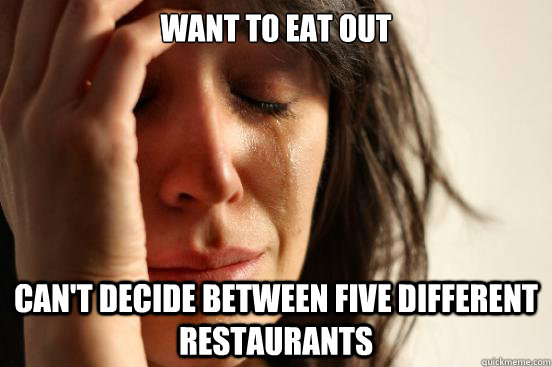 WANT TO EAT OUT
CAN'T DECIDE BETWEEN FIVE DIFFERENT
RESTAURANTS
quickmeme.com